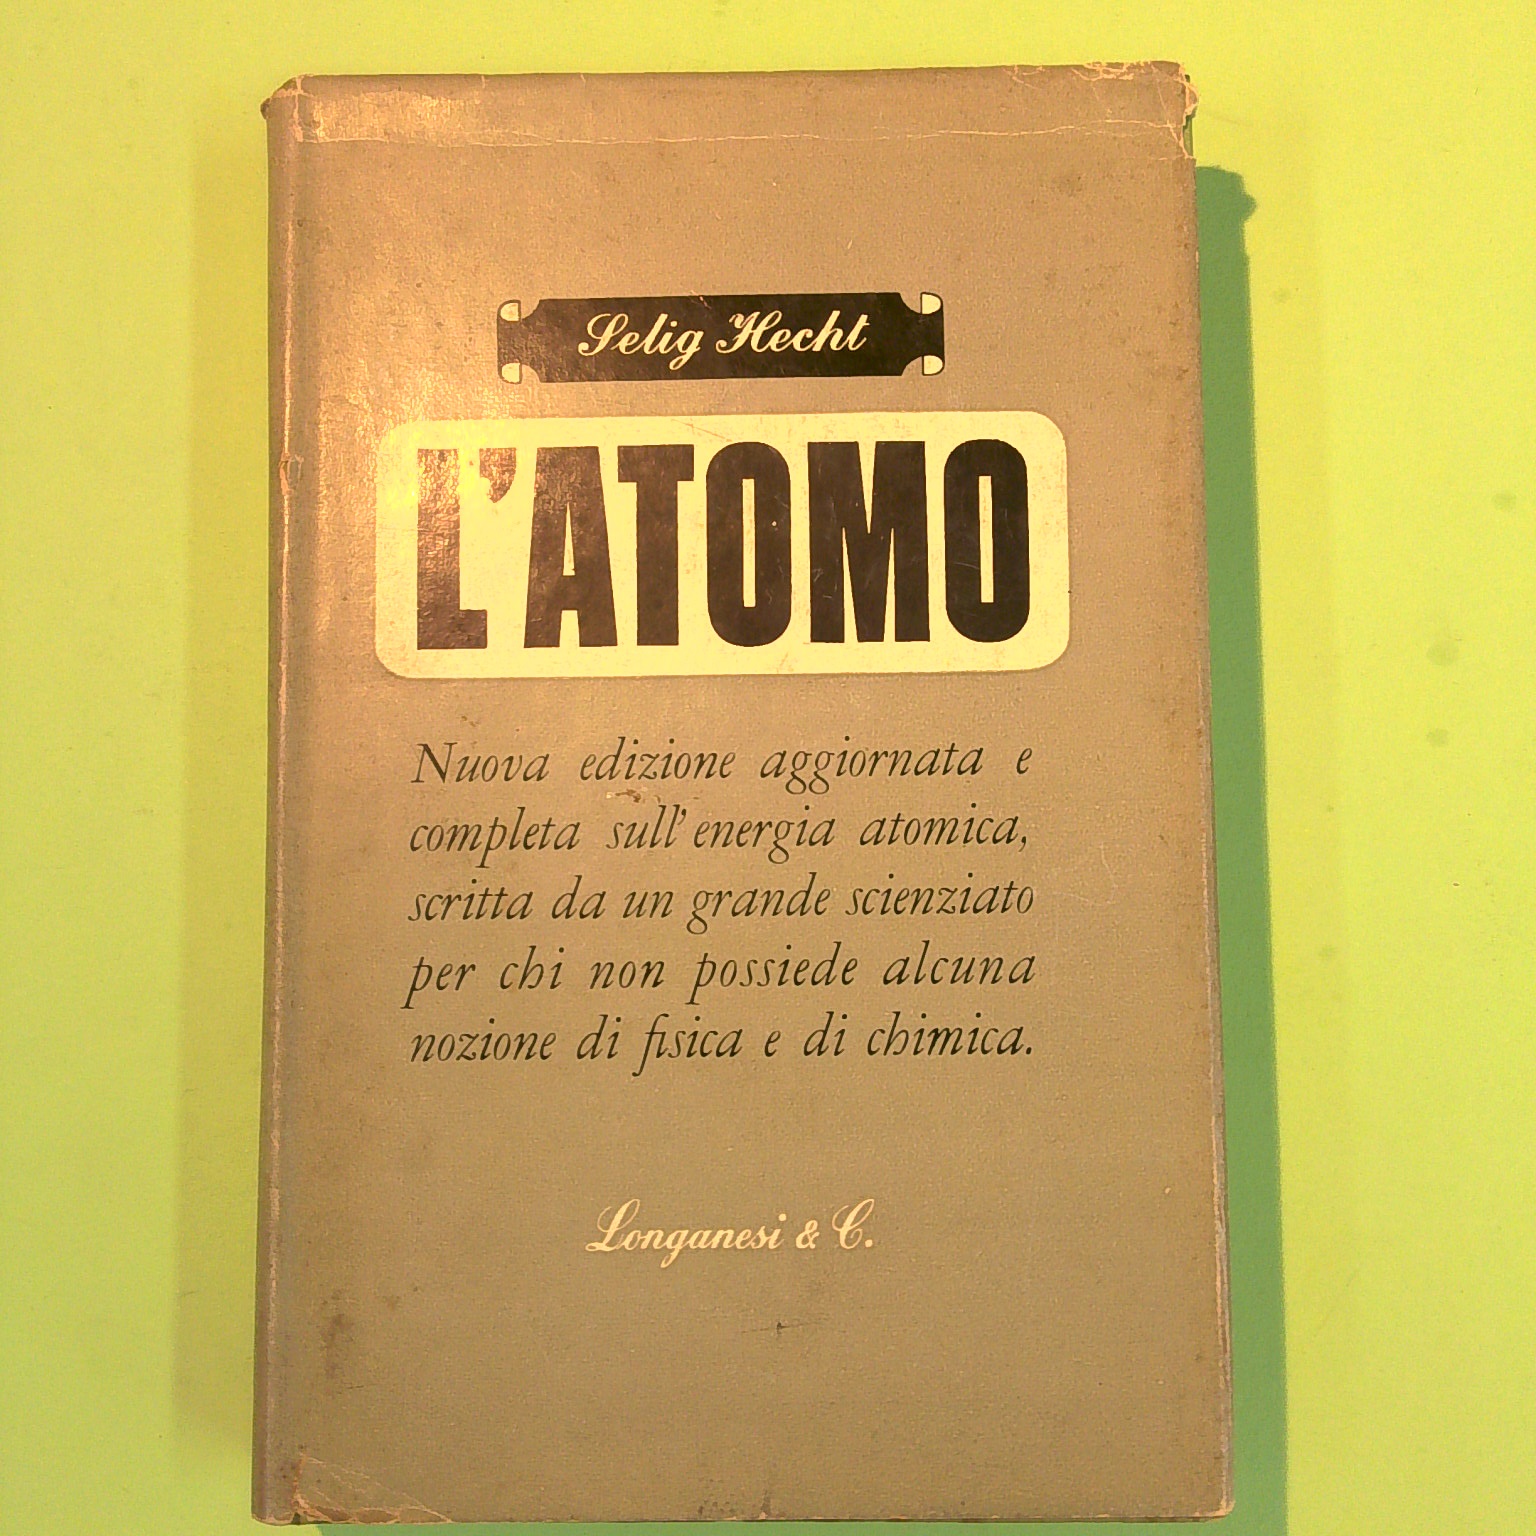 Selig Hecht
L'ATOMO
Nuova edizione aggiornata e
completa sull'energia atomica,
scritta da un grande scienziato
per chi non possiede alcuna
nozione di fisica e di chimica.
Longanesi & C.